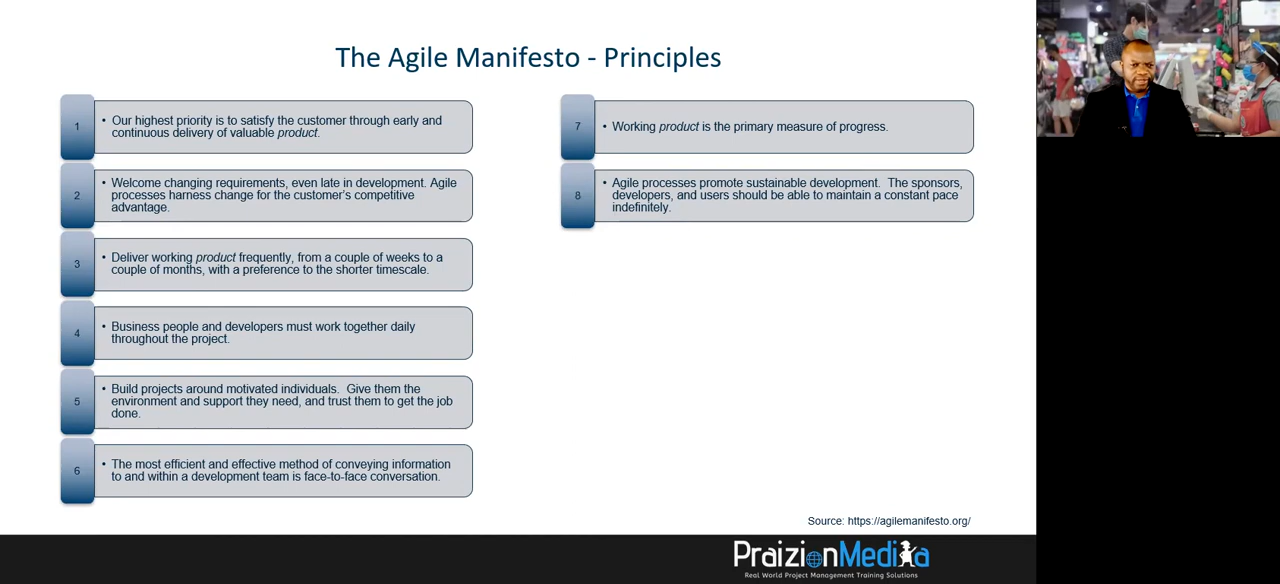 The Agile Manifesto - Principles
1
• Our highest priority is to satisfy the customer through early and
continuous delivery of valuable product.
2
• Welcome changing requirements, even late in development. Agile
processes harness change for the customer's competitive
advantage.
3
• Deliver working product frequently, from a couple of weeks to a
couple of months, with a preference to the shorter timescale.
4
• Business people and developers must work together daily
throughout the project.
5
• Build projects around motivated individuals. Give them the
environment and support they need, and trust them to get the job
done.
6
• The most efficient and effective method of conveying information
to and within a development team is face-to-face conversation.
7
• Working product is the primary measure of progress.
8
• Agile processes promote sustainable development. The sponsors,
developers, and users should be able to maintain a constant pace
indefinitely.
Source: https://agilemanifesto.org/
PraizionMedia
Real World Project Management Training Solutions